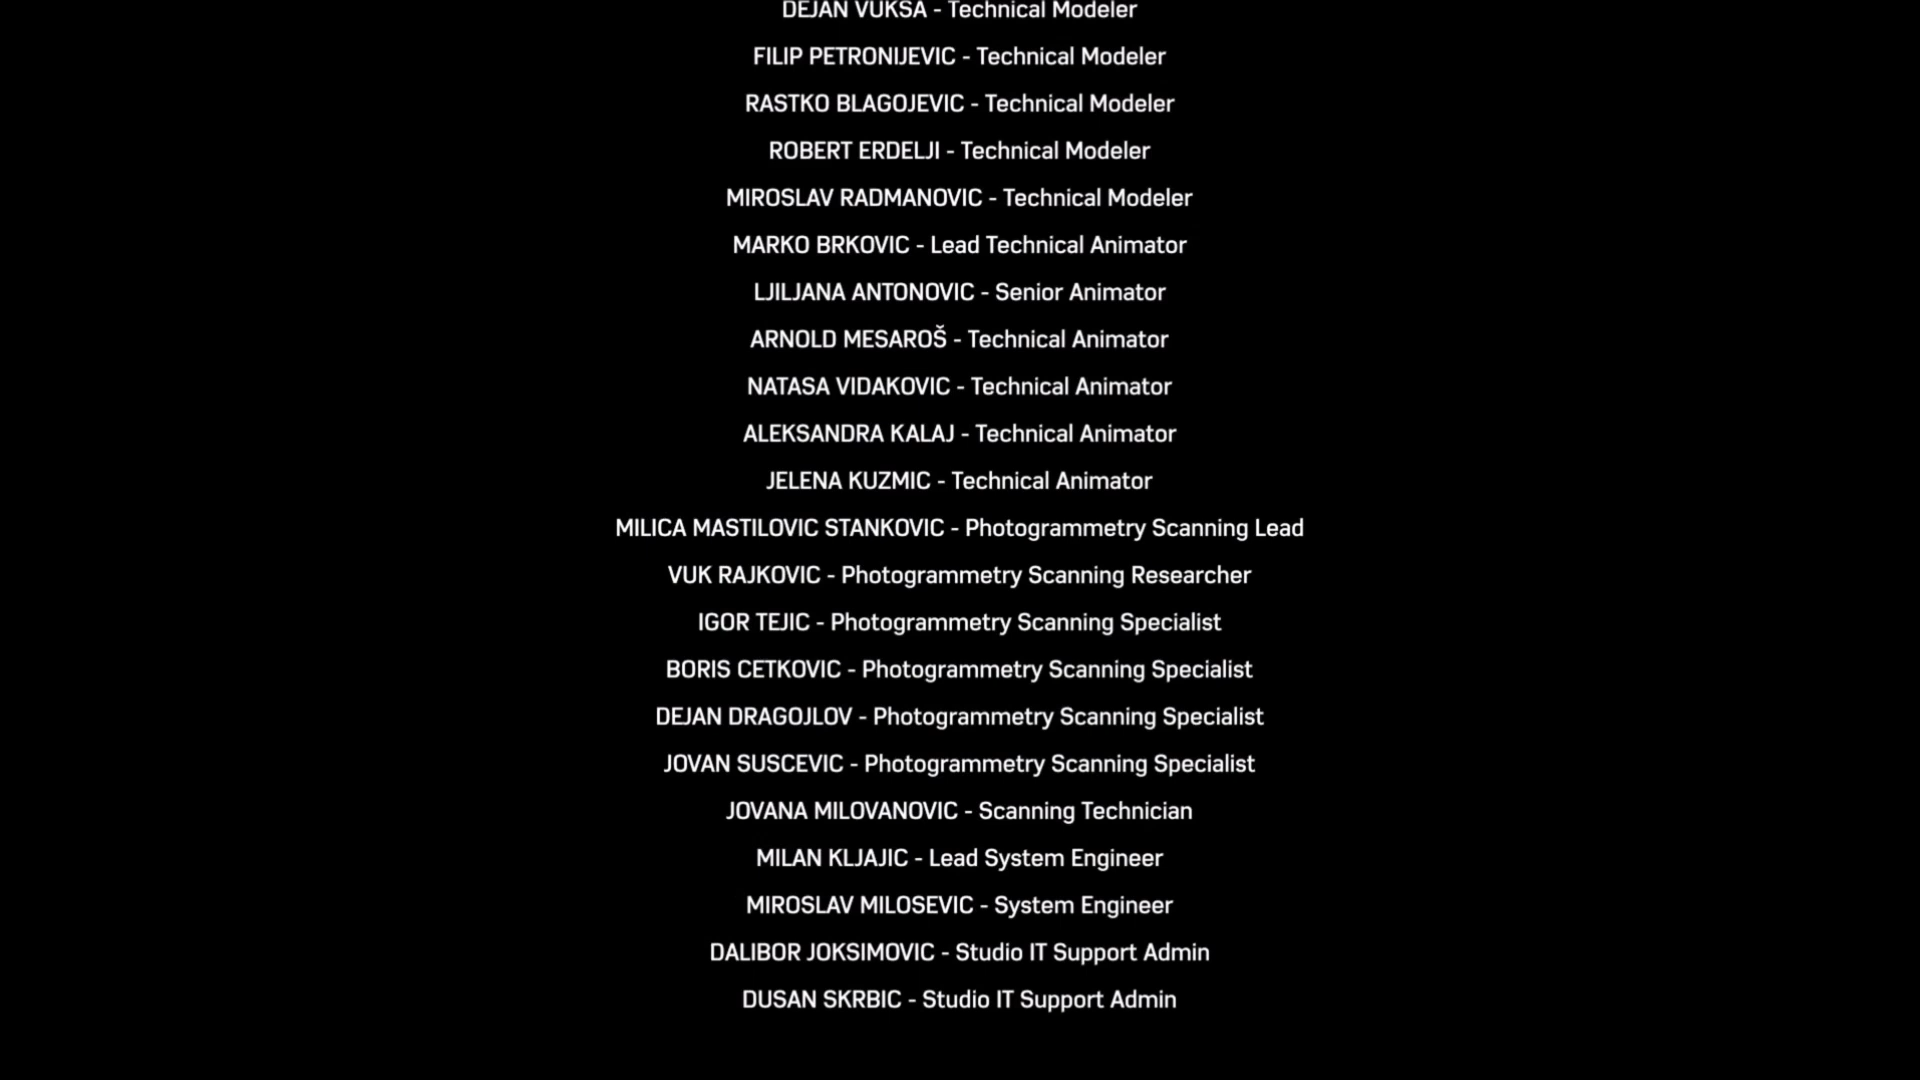 DEJAN VUKSA - Technical Modeler
FILIP PETRONIJEVIC - Technical Modeler
RASTKO BLAGOJEVIC - Technical Modeler
ROBERT ERDELJI - Technical Modeler
MIROSLAV RADMANOVIC - Technical Modeler
MARKO BRKOVIC - Lead Technical Animator
LJILJANA ANTONOVIC - Senior Animator
ARNOLD MESAROŠ - Technical Animator
NATASA VIDAKOVIC - Technical Animator
ALEKSANDRA KALAJ - Technical Animator
JELENA KUZMIC - Technical Animator
MILICA MASTILOVIC STANKOVIC - Photogrammetry Scanning Lead
VUK RAJKOVIC - Photogrammetry Scanning Researcher
IGOR TEJIC - Photogrammetry Scanning Specialist
BORIS CETKOVIC - Photogrammetry Scanning Specialist
DEJAN DRAGOJLOV - Photogrammetry Scanning Specialist
JOVAN SUSCEVIC - Photogrammetry Scanning Specialist
JOVANA MILOVANOVIC - Scanning Technician
MILAN KLJAJIC - Lead System Engineer
MIROSLAV MILOSEVIC - System Engineer
DALIBOR JOKSIMOVIC - Studio IT Support Admin
DUSAN SKRBIC - Studio IT Support Admin